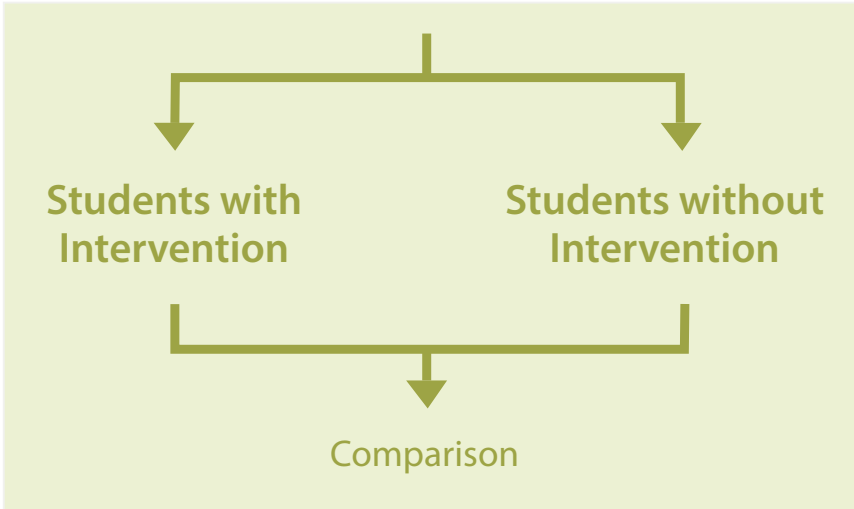 Students with
Intervention
Students without
Intervention
Comparison